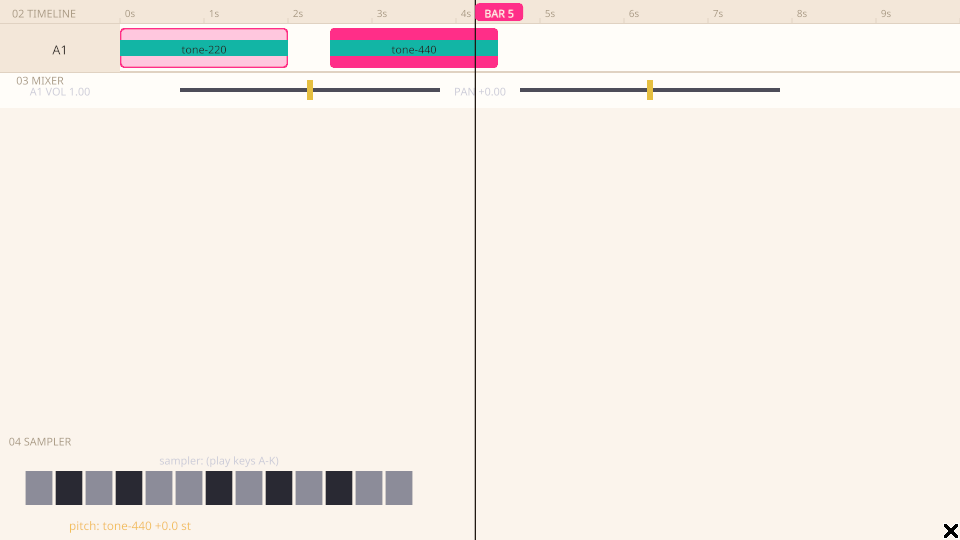 02 TIMELINE 0s 1s 2s 3s 4s BAR 5 5s 6s 7s 8s 9s
A1 tone-220 tone-440
03 MIXER
A1 VOL 1.00 PAN +0.00
04 SAMPLER
sampler: (play keys A-K)
pitch: tone-440 +0.0 st